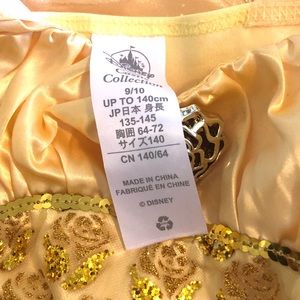 Disney
Collection
9/10
UP TO 140cm
JP日本 身長
135-145
胸囲 64-72
サイズ140
CN 140/64
MADE IN CHINA
FABRIQUÉ EN CHINE
© DISNEY